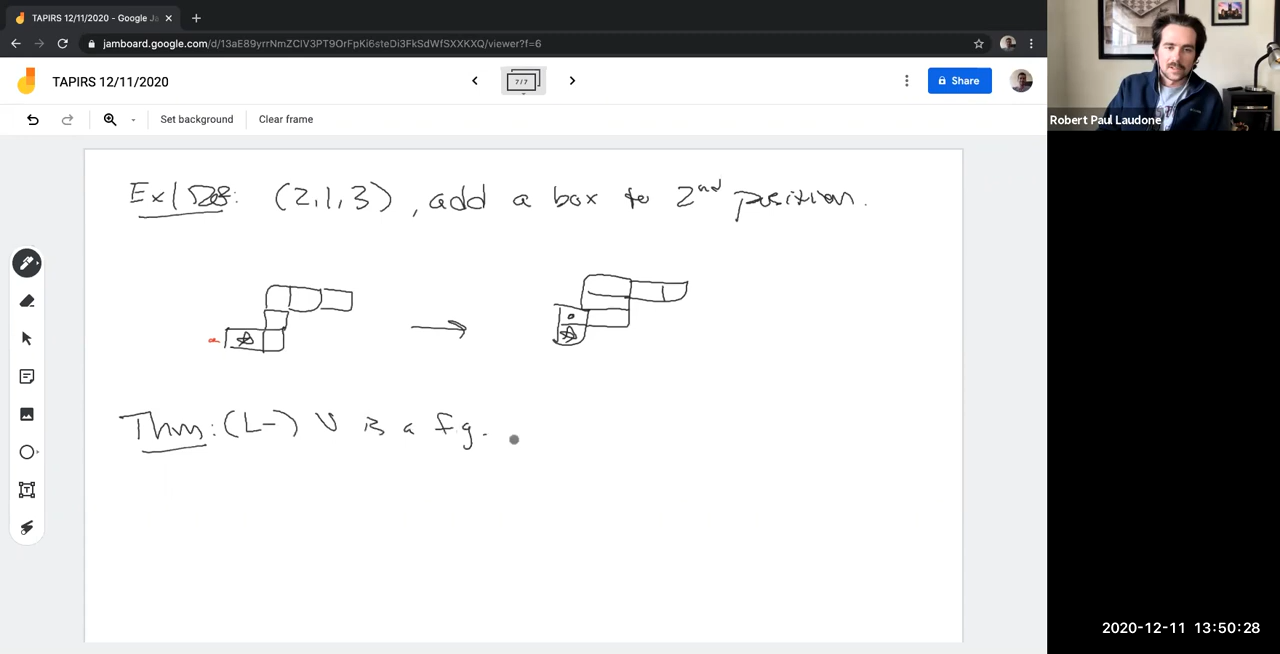 TAPIRS 12/11/2020 - Google Ja
jamboard.google.com/d/13aE89yrrNmZClV3PT9OrFpKi6steDi3FkSdWfSXXKXQ/viewer?f=6
TAPIRS 12/11/2020
7/7
Share
Set background
Clear frame
Robert Paul Laudone
(2,1,3), add a box to 2nd position.
Thm: (L-) V is a f.g.
2020-12-11 13:50:28